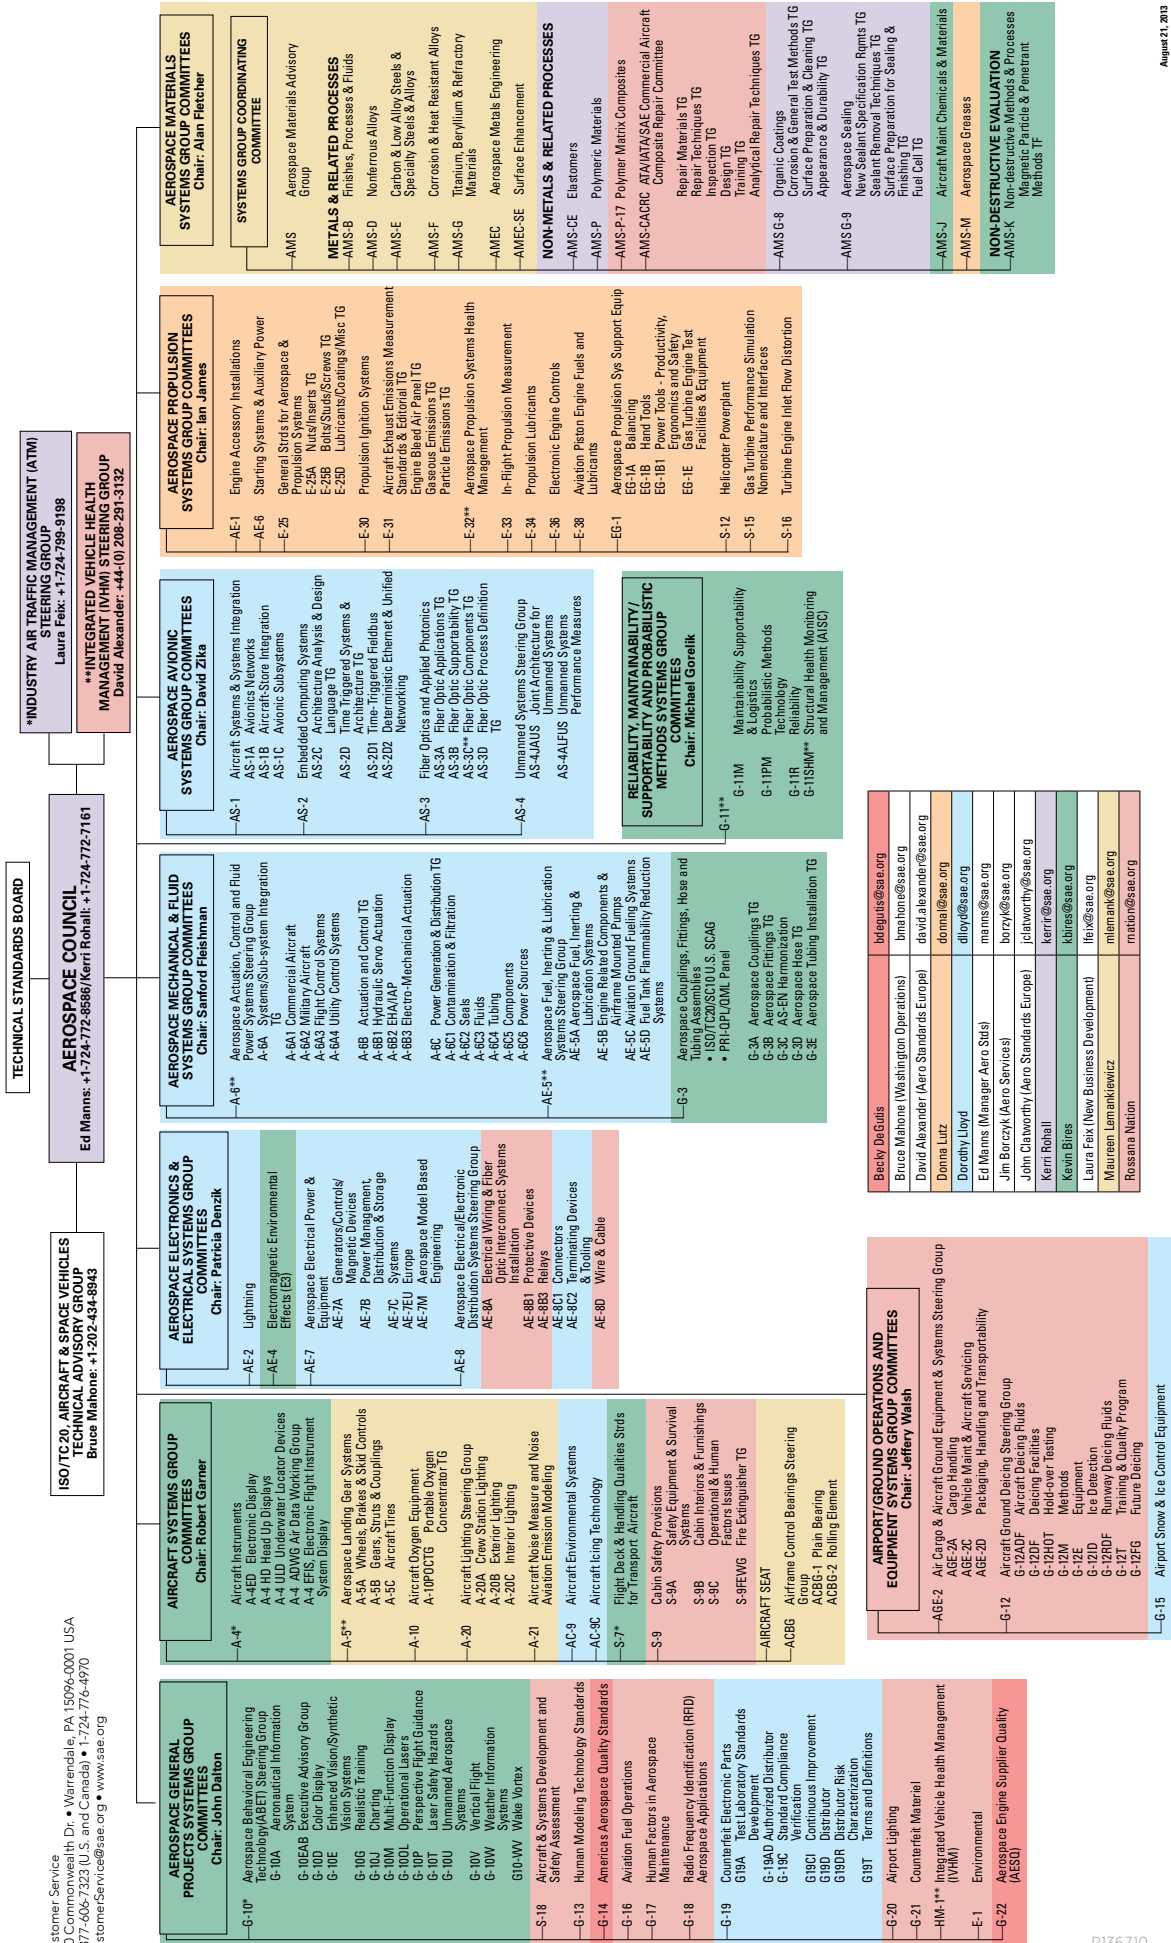 stomer Service
0 Commonwealth Dr. • Warrendale, PA 15096-0001 USA
877-606-7323 (U.S. and Canada) • 1-724-776-4970
stomerService@sae.org • www.sae.org
TECHNICAL STANDARDS BOARD
ISO/TC 20, AIRCRAFT & SPACE VEHICLES
TECHNICAL ADVISORY GROUP
Bruce Mahone: +1-202-434-8943
AEROSPACE COUNCIL
Ed Manns: +1-724-772-8586/Kerri Rohall: +1-724-772-7161
*INDUSTRY AIR TRAFFIC MANAGEMENT (ATM)
STEERING GROUP
Laura Feix: +1-724-799-9198
**INTEGRATED VEHICLE HEALTH
MANAGEMENT (IVHM) STEERING GROUP
David Alexander: +44-(0) 208-291-3132
AEROSPACE GENERAL
PROJECTS SYSTEMS GROUP
COMMITTEES
Chair: John Dalton
G-10* Aerospace Behavioral Engineering
Technology(ABET) Steering Group
G-10A Aeronautical Information
System
G-10EAB Executive Advisory Group
G-10D Color Display
G-10E Enhanced Vision/Synthetic
Vision Systems
G-10G Realistic Training
G-10J Charting
G-10M Multi-Function Display
G-10OL Operational Lasers
G-10P Perspective Flight Guidance
G-10T Laser Safety Hazards
G-10U Unmanned Aerospace
Systems
G-10V Vertical Flight
G-10W Weather Information
Systems
G10-WV Wake Vortex
S-18 Aircraft & Systems Development and
Safety Assessment
G-13 Human Modeling Technology Standards
G-14 Americas Aerospace Quality Standards
G-16 Aviation Fuel Operations
G-17 Human Factors in Aerospace
Maintenance
G-18 Radio Frequency Identification (RFID)
Aerospace Applications
G-19 Counterfeit Electronic Parts
G19A Test Laboratory Standards
Development
G-19AD Authorized Distributor
G-19C Standard Compliance
Verification
G19CI Continuous Improvement
G19D Distributor
G19DR Distributor Risk
Characterization
G19T Terms and Definitions
G-20 Airport Lighting
G-21 Counterfeit Materiel
HM-1** Integrated Vehicle Health Management
(IVHM)
E-1 Environmental
G-22 Aerospace Engine Supplier Quality
(AESQ)
AIRCRAFT SYSTEMS GROUP
COMMITTEES
Chair: Robert Garner
A-4* Aircraft Instruments
A-4ED Electronic Display
A-4 HD Head Up Displays
A-4 ULD Underwater Locator Devices
A-4 ADWG Air Data Working Group
A-4 EFIS, Electronic Flight Instrument
System Display
A-5** Aerospace Landing Gear Systems
A-5A Wheels, Brakes & Skid Controls
A-5B Gears, Struts & Couplings
A-5C Aircraft Tires
A-10 Aircraft Oxygen Equipment
A-10POCTG Portable Oxygen
Concentrator TG
A-20 Aircraft Lighting Steering Group
A-20A Crew Station Lighting
A-20B Exterior Lighting
A-20C Interior Lighting
A-21 Aircraft Noise Measure and Noise
Aviation Emission Modeling
AC-9 Aircraft Environmental Systems
AC-9C Aircraft Icing Technology
S-7* Flight Deck & Handling Qualities Strds
for Transport Aircraft
S-9 Cabin Safety Provisions
S-9A Safety Equipment & Survival
Systems
S-9B Cabin Interiors & Furnishings
S-9C Operational & Human
Factors Issues
S-9FEWG Fire Extinguisher TG
AIRCRAFT SEAT
ACBG Airframe Control Bearings Steering
Group
ACBG-1 Plain Bearing
ACBG-2 Rolling Element
AEROSPACE ELECTRONICS &
ELECTRICAL SYSTEMS GROUP
COMMITTEES
Chair: Patricia Denzik
AE-2 Lightning
AE-4 Electromagnetic Environmental
Effects (E3)
AE-7 Aerospace Electrical Power &
Equipment
AE-7A Generators/Controls/
Magnetic Devices
AE-7B Power Management,
Distribution & Storage
AE-7C Systems
AE-7EU Europe
AE-7M Aerospace Model Based
Engineering
AE-8 Aerospace Electrical/Electronic
Distribution Systems Steering Group
AE-8A Electrical Wiring & Fiber
Optic Interconnect Systems
Installation
AE-8B1 Protective Devices
AE-8B3 Relays
AE-8C1 Connectors
AE-8C2 Terminating Devices
& Tooling
AE-8D Wire & Cable
AEROSPACE MECHANICAL & FLUID
SYSTEMS GROUP COMMITTEES
Chair: Sanford Fleishman
A-6** Aerospace Actuation, Control and Fluid
Power Systems Steering Group
A-6A Systems/Sub-system Integration
TG
A-6A1 Commercial Aircraft
A-6A2 Military Aircraft
A-6A3 Flight Control Systems
A-6A4 Utility Control Systems
A-6B Actuation and Control TG
A-6B1 Hydraulic Servo Actuation
A-6B2 EHA/IAP
A-6B3 Electro-Mechanical Actuation
A-6C Power Generation & Distribution TG
A-6C1 Contamination & Filtration
A-6C2 Seals
A-6C3 Fluids
A-6C4 Tubing
A-6C5 Components
A-6C6 Power Sources
AE-5** Aerospace Fuel, Inerting & Lubrication
Systems Steering Group
AE-5A Aerospace Fuel, Inerting &
Lubrication Systems
AE-5B Engine Related Components &
Airframe Mounted Pumps
AE-5C Aviation Ground Fueling Systems
AE-5D Fuel Tank Flammability Reduction
Systems
G-3 Aerospace Couplings, Fittings, Hose and
Tubing Assemblies
• ISO/TC20/SC10 U.S. SCAG
• PRI-QPL/QML Panel
G-3A Aerospace Couplings TG
G-3B Aerospace Fittings TG
G-3C AS-EN Harmonization
G-3D Aerospace Hose TG
G-3E Aerospace Tubing Installation TG
AEROSPACE AVIONIC
SYSTEMS GROUP COMMITTEES
Chair: David Zika
AS-1 Aircraft Systems & Systems Integration
AS-1A Avionics Networks
AS-1B Aircraft-Store Integration
AS-1C Avionic Subsystems
AS-2 Embedded Computing Systems
AS-2C Architecture Analysis & Design
Language TG
AS-2D Time Triggered Systems &
Architecture TG
AS-2D1 Time-Triggered Fieldbus
AS-2D2 Deterministic Ethernet & Unified
Networking
AS-3 Fiber Optics and Applied Photonics
AS-3A Fiber Optic Applications TG
AS-3B Fiber Optic Supportability TG
AS-3C** Fiber Optic Components TG
AS-3D Fiber Optic Process Definition
TG
AS-4 Unmanned Systems Steering Group
AS-4JAUS Joint Architecture for
Unmanned Systems
AS-4ALFUS Unmanned Systems
Performance Measures
RELIABILITY, MAINTAINABILITY/
SUPPORTABILITY AND PROBABILISTIC
METHODS SYSTEMS GROUP
COMMITTEES
Chair: Michael Gorelik
G-11**
G-11M Maintainability Supportability
& Logistics
G-11PM Probabilistic Methods
Technology
G-11R Reliability
G-11SHM** Structural Health Monitoring
and Management (AISC)
AEROSPACE PROPULSION
SYSTEMS GROUP COMMITTEES
Chair: Ian James
AE-1 Engine Accessory Installations
AE-6 Starting Systems & Auxiliary Power
E-25 General Strds for Aerospace &
Propulsion Systems
E-25A Nuts/Inserts TG
E-25B Bolts/Studs/Screws TG
E-25D Lubricants/Coatings/Misc TG
E-30 Propulsion Ignition Systems
E-31 Aircraft Exhaust Emissions Measurement
Standards & Editorial TG
Engine Bleed Air Panel TG
Gaseous Emissions TG
Particle Emissions TG
E-32** Aerospace Propulsion Systems Health
Management
E-33 In-Flight Propulsion Measurement
E-34 Propulsion Lubricants
E-36 Electronic Engine Controls
E-38 Aviation Piston Engine Fuels and
Lubricants
EG-1 Aerospace Propulsion Sys Support Equip
EG-1A Balancing
EG-1B Hand Tools
EG-1B1 Power Tools - Productivity,
Ergonomics and Safety
EG-1E Gas Turbine Engine Test
Facilities & Equipment
S-12 Helicopter Powerplant
S-15 Gas Turbine Performance Simulation
Nomenclature and Interfaces
S-16 Turbine Engine Inlet Flow Distortion
AEROSPACE MATERIALS
SYSTEMS GROUP COMMITTEES
Chair: Alan Fletcher
SYSTEMS GROUP COORDINATING
COMMITTEE
AMS Aerospace Materials Advisory
Group
METALS & RELATED PROCESSES
AMS-B Finishes, Processes & Fluids
AMS-D Nonferrous Alloys
AMS-E Carbon & Low Alloy Steels &
Specialty Steels & Alloys
AMS-F Corrosion & Heat Resistant Alloys
AMS-G Titanium, Beryllium & Refractory
Materials
AMEC Aerospace Metals Engineering
AMEC-SE Surface Enhancement
NON-METALS & RELATED PROCESSES
AMS-CE Elastomers
AMS-P Polymeric Materials
AMS-P-17 Polymer Matrix Composites
AMS-CACRC ATA/IATA/SAE Commercial Aircraft
Composite Repair Committee
Repair Materials TG
Repair Techniques TG
Inspection TG
Design TG
Training TG
Analytical Repair Techniques TG
AMS G-8 Organic Coatings
Corrosion & General Test Methods TG
Surface Preparation & Cleaning TG
Appearance & Durability TG
AMS G-9 Aerospace Sealing
New Sealant Specification Rqmts TG
Sealant Removal Techniques TG
Surface Preparation for Sealing &
Finishing TG
Fuel Cell TG
AMS-J Aircraft Maint Chemicals & Materials
AMS-M Aerospace Greases
NON-DESTRUCTIVE EVALUATION
AMS-K Non-destructive Methods & Processes
Magnetic Particle & Penetrant
Methods TF
AIRPORT/GROUND OPERATIONS AND
EQUIPMENT SYSTEMS GROUP COMMITTEES
Chair: Jeffery Walsh
AGE-2 Air Cargo & Aircraft Ground Equipment & Systems Steering Group
AGE-2A Cargo Handling
AGE-2C Vehicle Maint & Aircraft Servicing
AGE-2D Packaging, Handling and Transportability
G-12 Aircraft Ground Deicing Steering Group
G-12ADF Aircraft Deicing Fluids
G-12DF Deicing Facilities
G-12HOT Hold-over Testing
G-12M Methods
G-12E Equipment
G-12ID Ice Detection
G-12RDF Runway Deicing Fluids
G-12T Training & Quality Program
G-12FG Future Deicing
G-15 Airport Snow & Ice Control Equipment
Becky DeGutis bdegutis@sae.org
Bruce Mahone (Washington Operations) bmahone@sae.org
David Alexander (Aero Standards Europe) david.alexander@sae.org
Donna Lutz donnal@sae.org
Dorothy Lloyd dlloyd@sae.org
Ed Manns (Manager Aero Stds) manns@sae.org
Jim Borczyk (Aero Services) borzyk@sae.org
John Clatworthy (Aero Standards Europe) jclatworthy@sae.org
Kerri Rohall kerrir@sae.org
Kevin Bires kbires@sae.org
Laura Feix (New Business Development) lfeix@sae.org
Maureen Lemankiewicz mlemank@sae.org
Rossana Nation rnation@sae.org
August 21, 2013
P136710